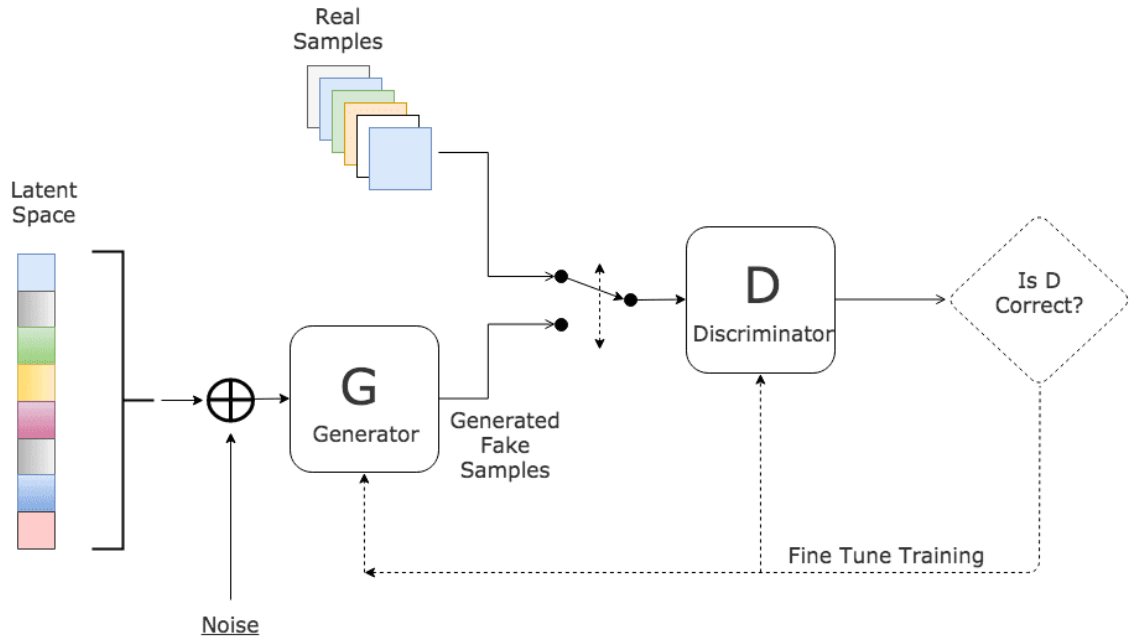 Real
Samples
Latent
Space
D
Discriminator
Is D
Correct?
G
Generator
Generated
Fake
Samples
Fine Tune Training
Noise